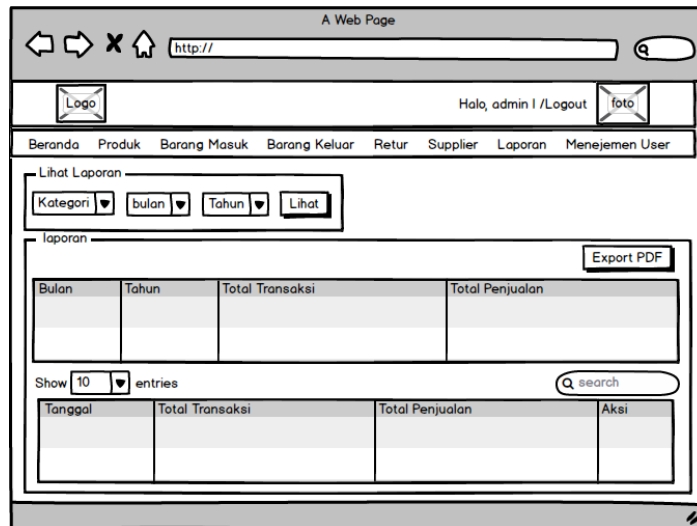 A Web Page
http://
Logo
Halo, admin I /Logout
foto
Beranda Produk Barang Masuk Barang Keluar Retur Supplier Laporan Menejemen User
Lihat Laporan
Kategori bulan Tahun Lihat
laporan
Export PDF
Bulan Tahun Total Transaksi Total Penjualan
Show 10 entries search
Tanggal Total Transaksi Total Penjualan Aksi